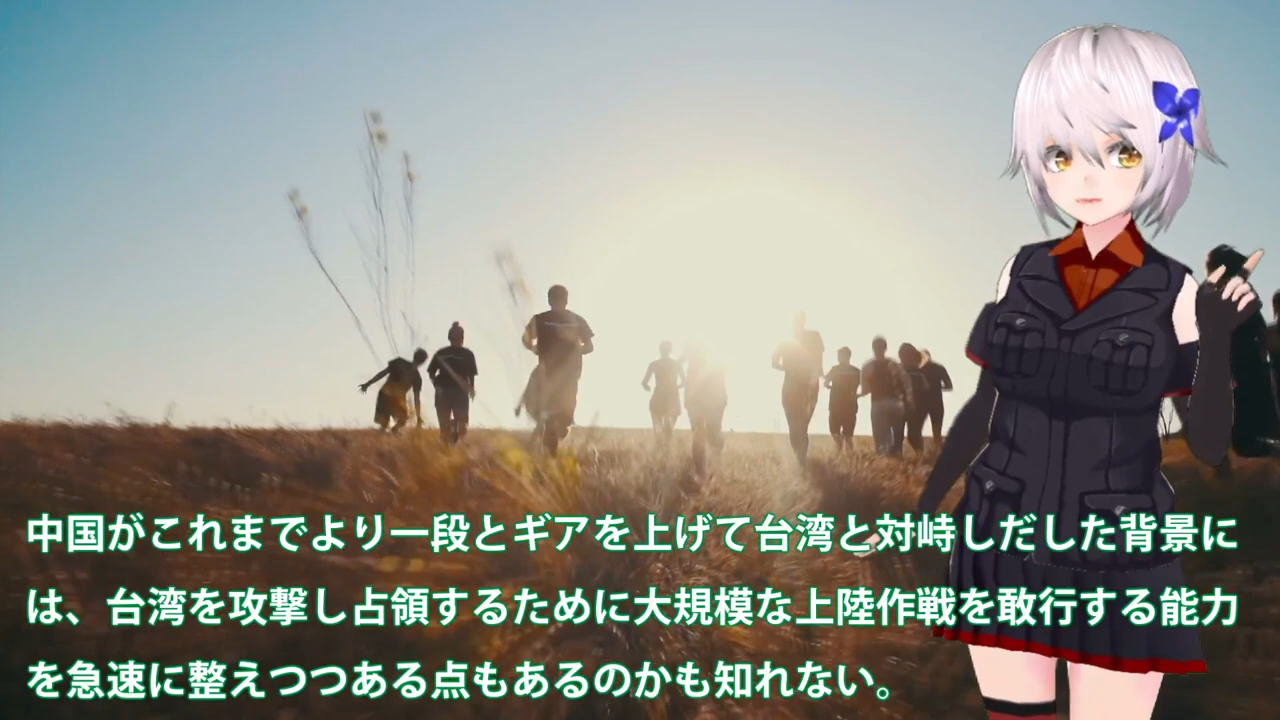 中国がこれまでより一段とギアを上げて台湾と対峙しだした背景に
は、台湾を攻撃し占領するために大規模な上陸作戦を敢行する能力
を急速に整えつつある点もあるのかも知れない。